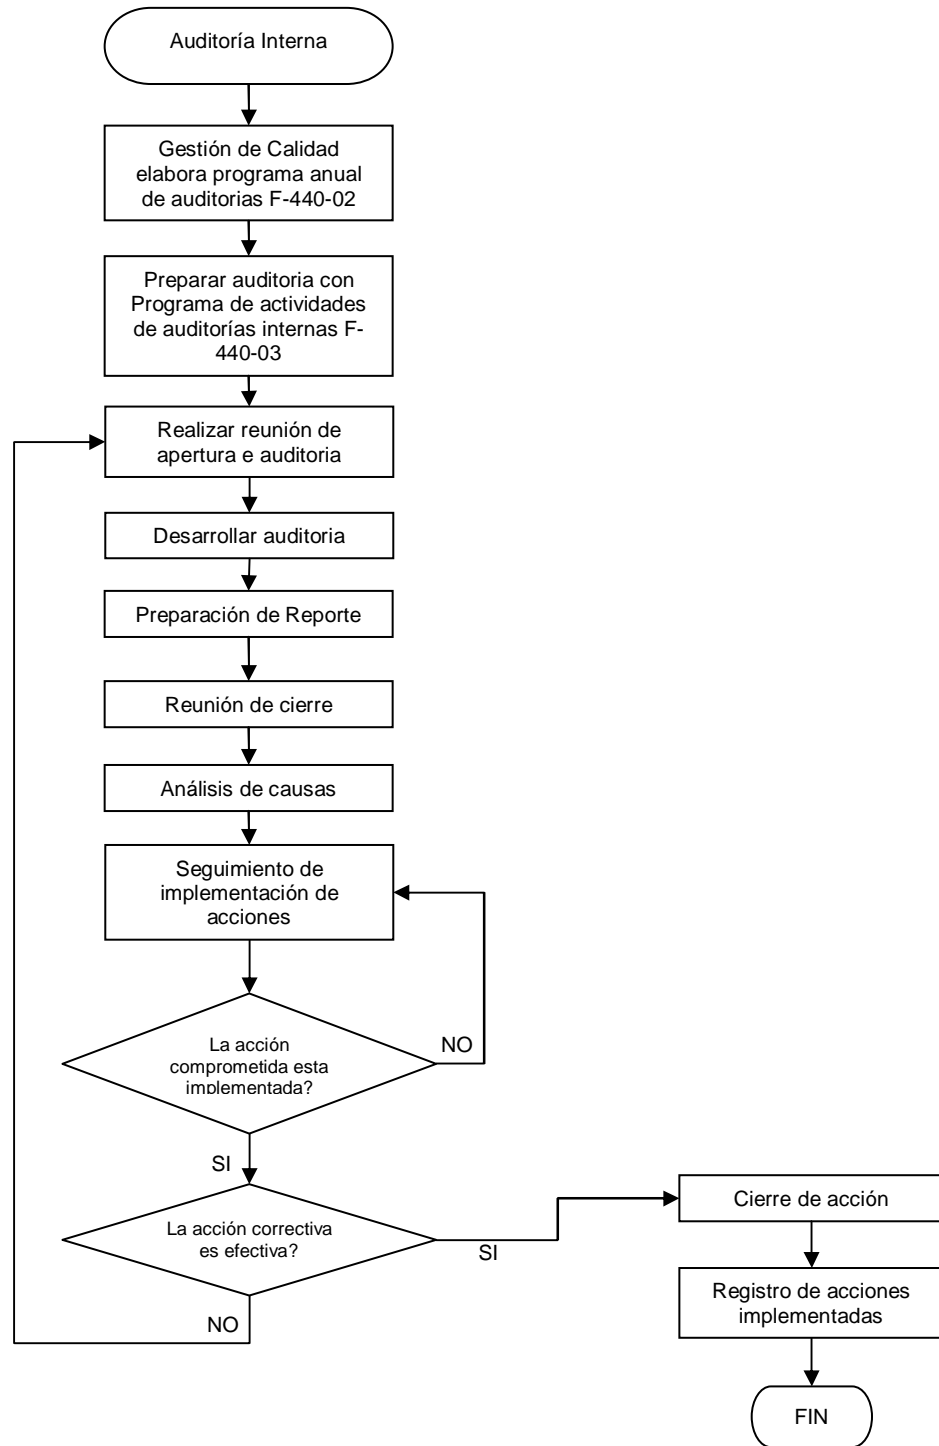 Auditoría Interna
Gestión de Calidad
elabora programa anual
de auditorias F-440-02
Preparar auditoria con
Programa de actividades
de auditorías internas F-
440-03
Realizar reunión de
apertura e auditoria
Desarrollar auditoria
Preparación de Reporte
Reunión de cierre
Análisis de causas
Seguimiento de
implementación de
acciones
La acción
comprometida esta
implementada?
NO
SI
La acción correctiva
es efectiva?
SI
NO
Cierre de acción
Registro de acciones
implementadas
FIN